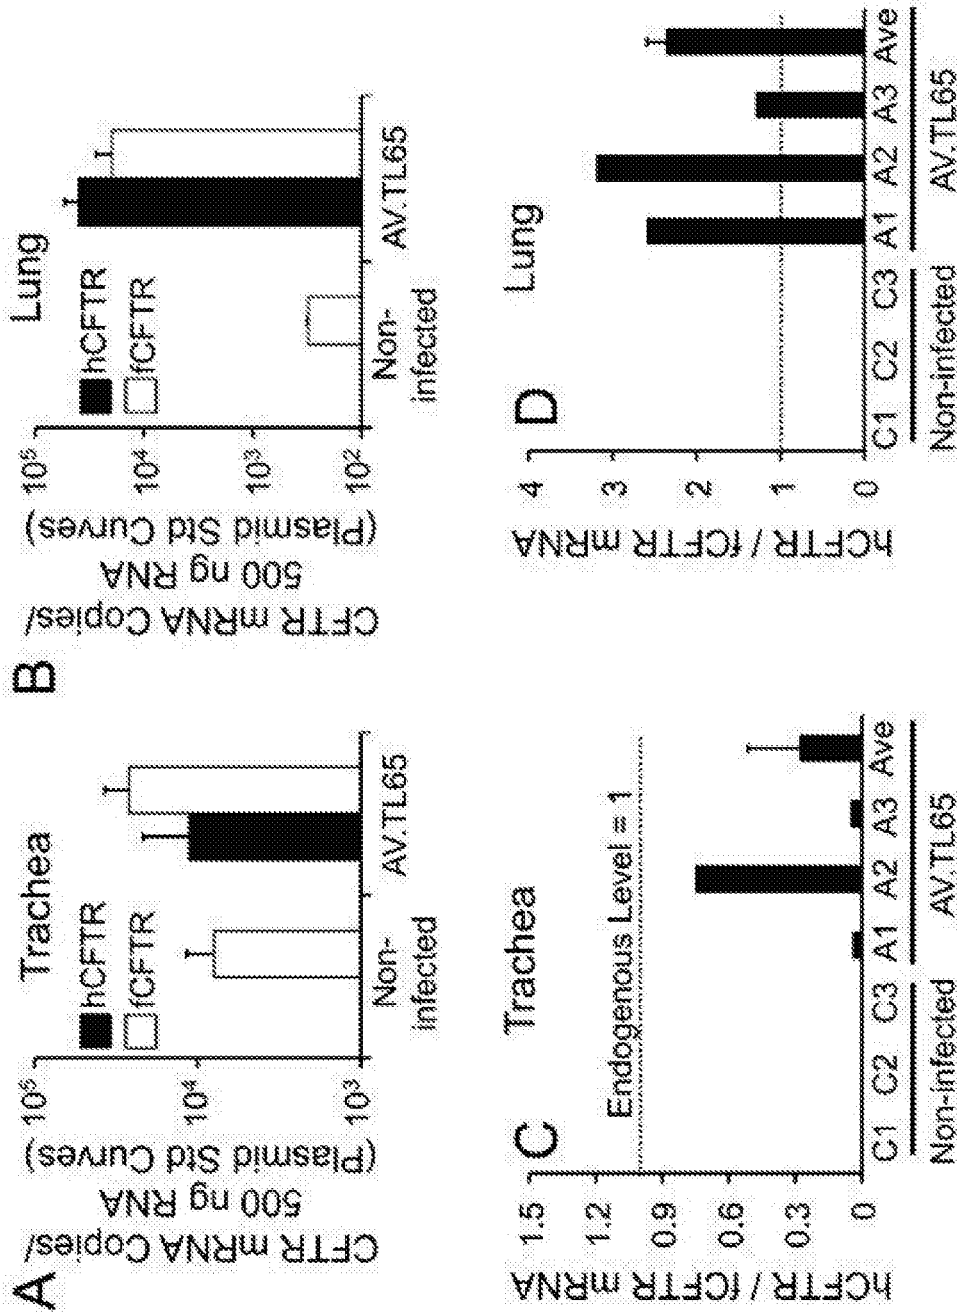 A
Trachea
CFTR mRNA Copies/
500 ng RNA
(Plasmid Std Curves)
10⁵
10⁴
10³
hCFTR
fCFTR
Non-
infected
AV.TL65
B
Lung
CFTR mRNA Copies/
500 ng RNA
(Plasmid Std Curves)
10⁵
10⁴
10³
10²
hCFTR
fCFTR
Non-
infected
AV.TL65
C
Trachea
hCFTR / fCFTR mRNA
1.5
1.2
0.9
0.6
0.3
0
Endogenous Level = 1
C1 C2 C3 A1 A2 A3 Ave
Non-infected AV.TL65
D
Lung
hCFTR / fCFTR mRNA
4
3
2
1
0
C1 C2 C3 A1 A2 A3 Ave
Non-infected AV.TL65